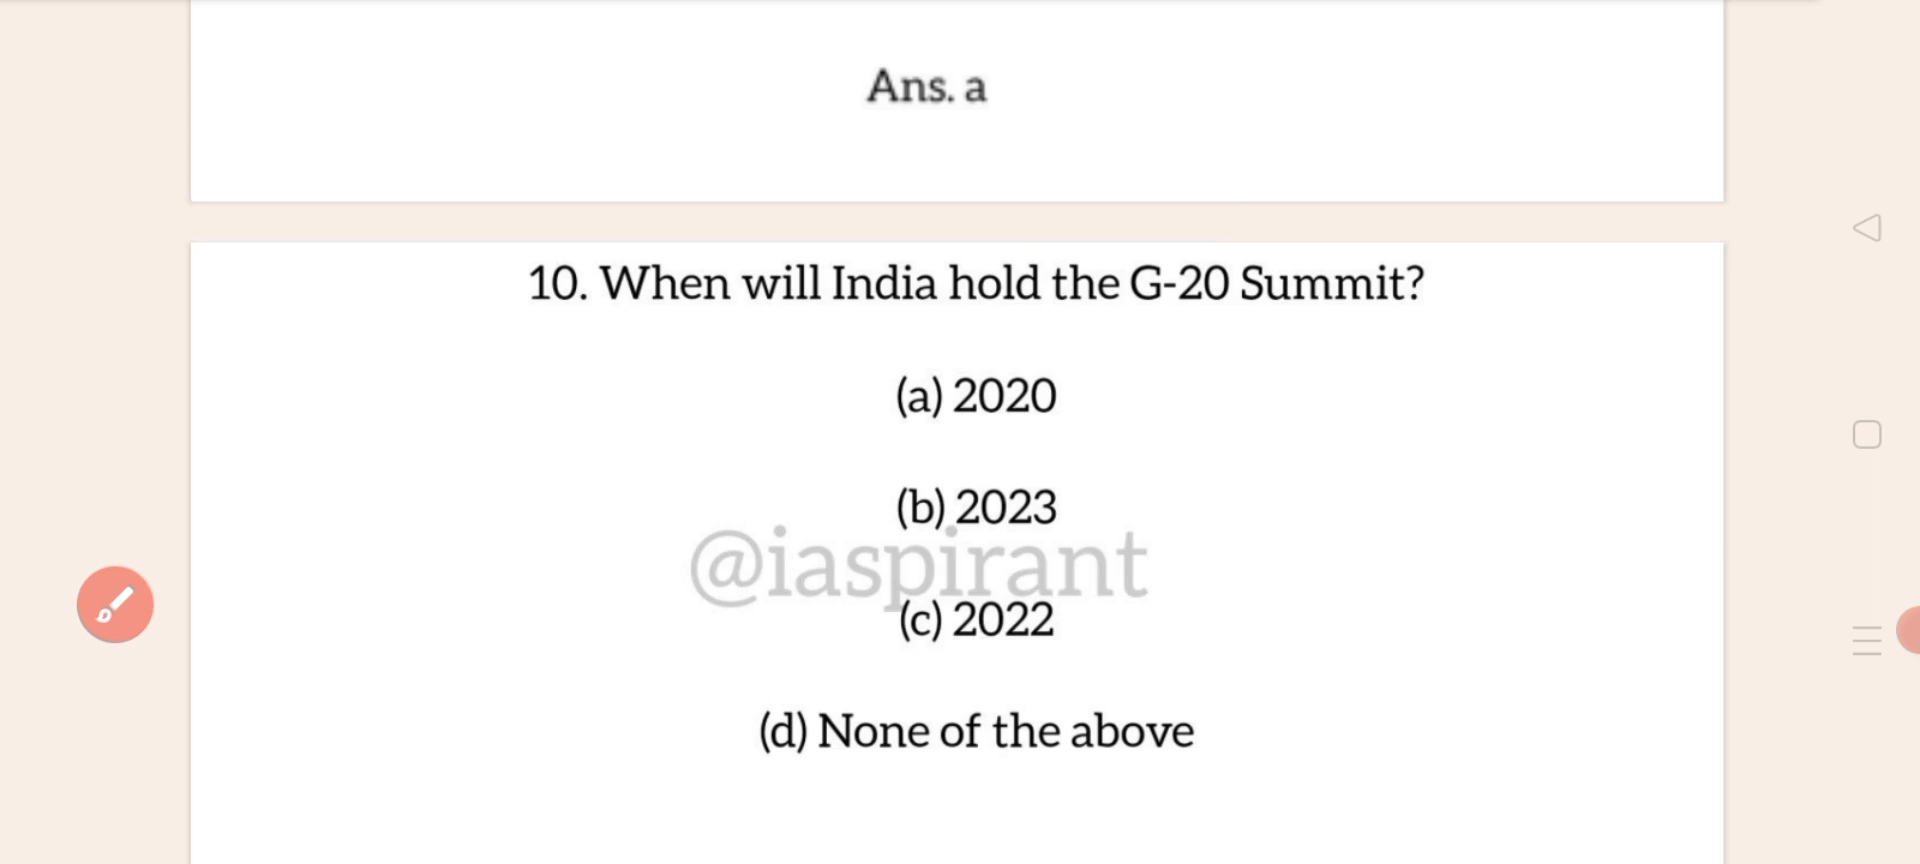 Ans. a
10. When will India hold the G-20 Summit?
(a) 2020
(b) 2023
@iaspirant
(c) 2022
(d) None of the above